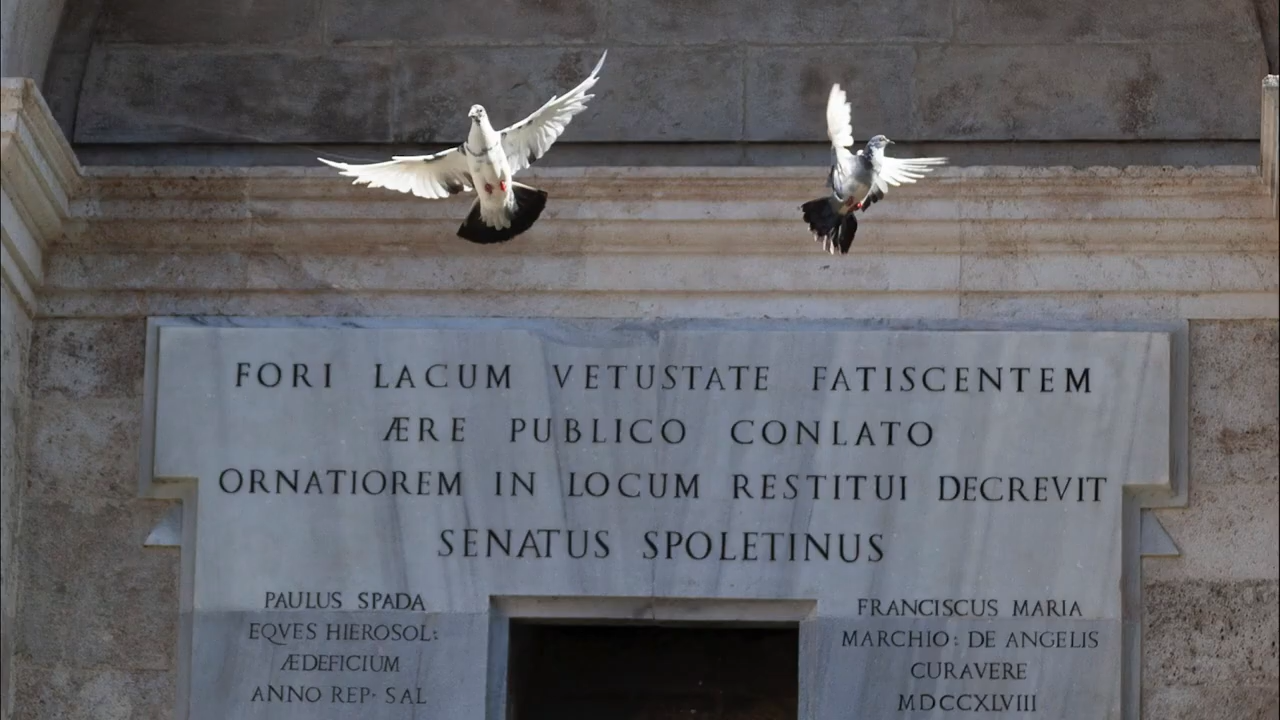 FORI LACUM VETUSTATE FATISCENTEM
ÆRE PUBLICO CONLATO
ORNATIOREM IN LOCUM RESTITUI DECREVIT
SENATUS SPOLETINUS
PAULUS SPADA
EQVES HIEROSOL:
ÆDEFICIUM
ANNO REP· SAL
FRANCISCUS MARIA
MARCHIO: DE ANGELIS
CURAVERE
MDCCXLVIII